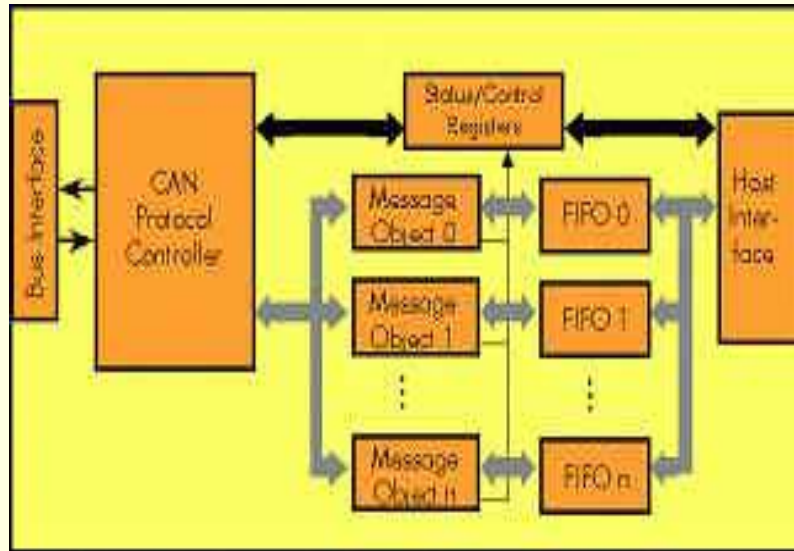 Bus Interface
CAN
Protocol
Controller
Status/Control
Registers
Message
Object 0
FIFO 0
Message
Object 1
FIFO 1
Message
Object n
FIFO n
Host
Inter-
face